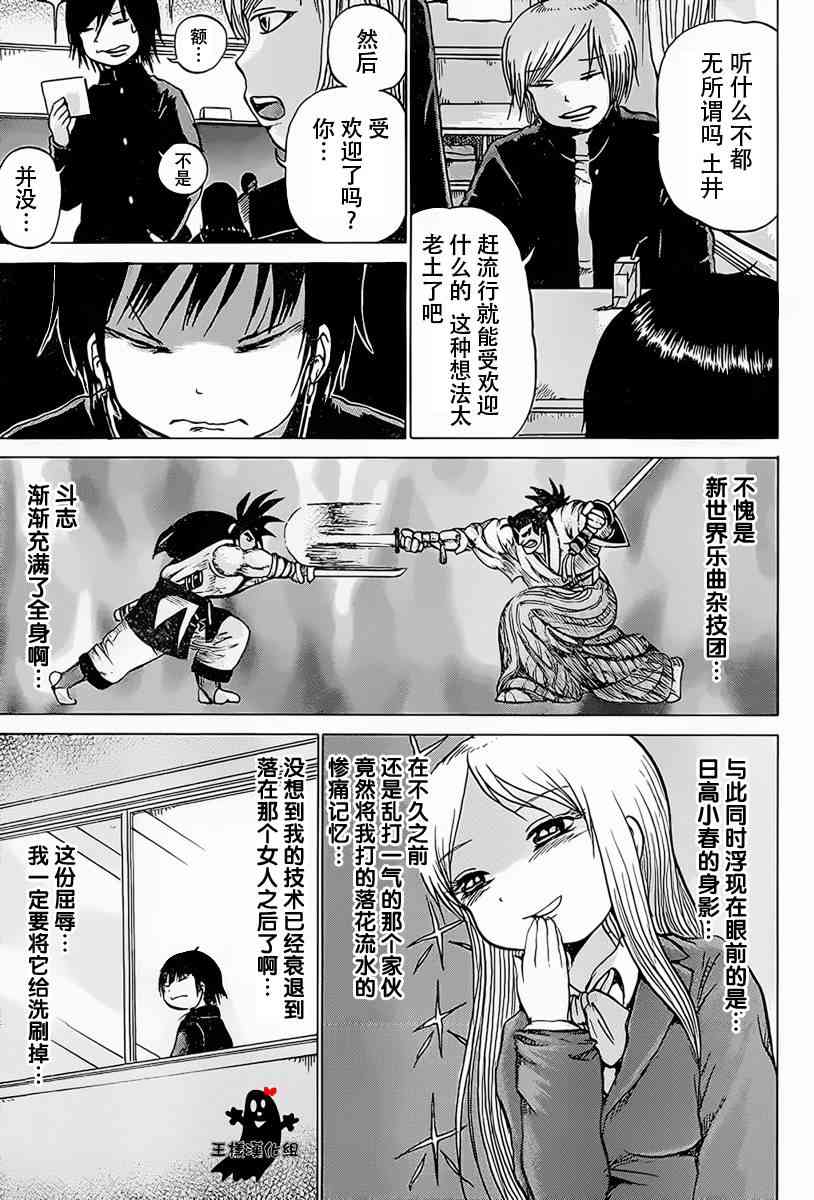 听什么不都
无所谓吗 土井
赶流行就能受欢迎
什么的 这种想法太
老土了吧
然后
受
欢迎了吗？
你…
额…
不是
并没…
不愧是
新世界乐曲杂技团…
斗志
渐渐充满了全身啊…
与此同时浮现在眼前的是…
日高小春的身影…
在不久之前
还是乱打一气的那个家伙
竟然将我打的落花流水的
惨痛记忆…
没想到我的技术已经衰退到
落在那个女人之后了啊…
这份屈辱…
我一定要将它给洗刷掉…
王様漢化组